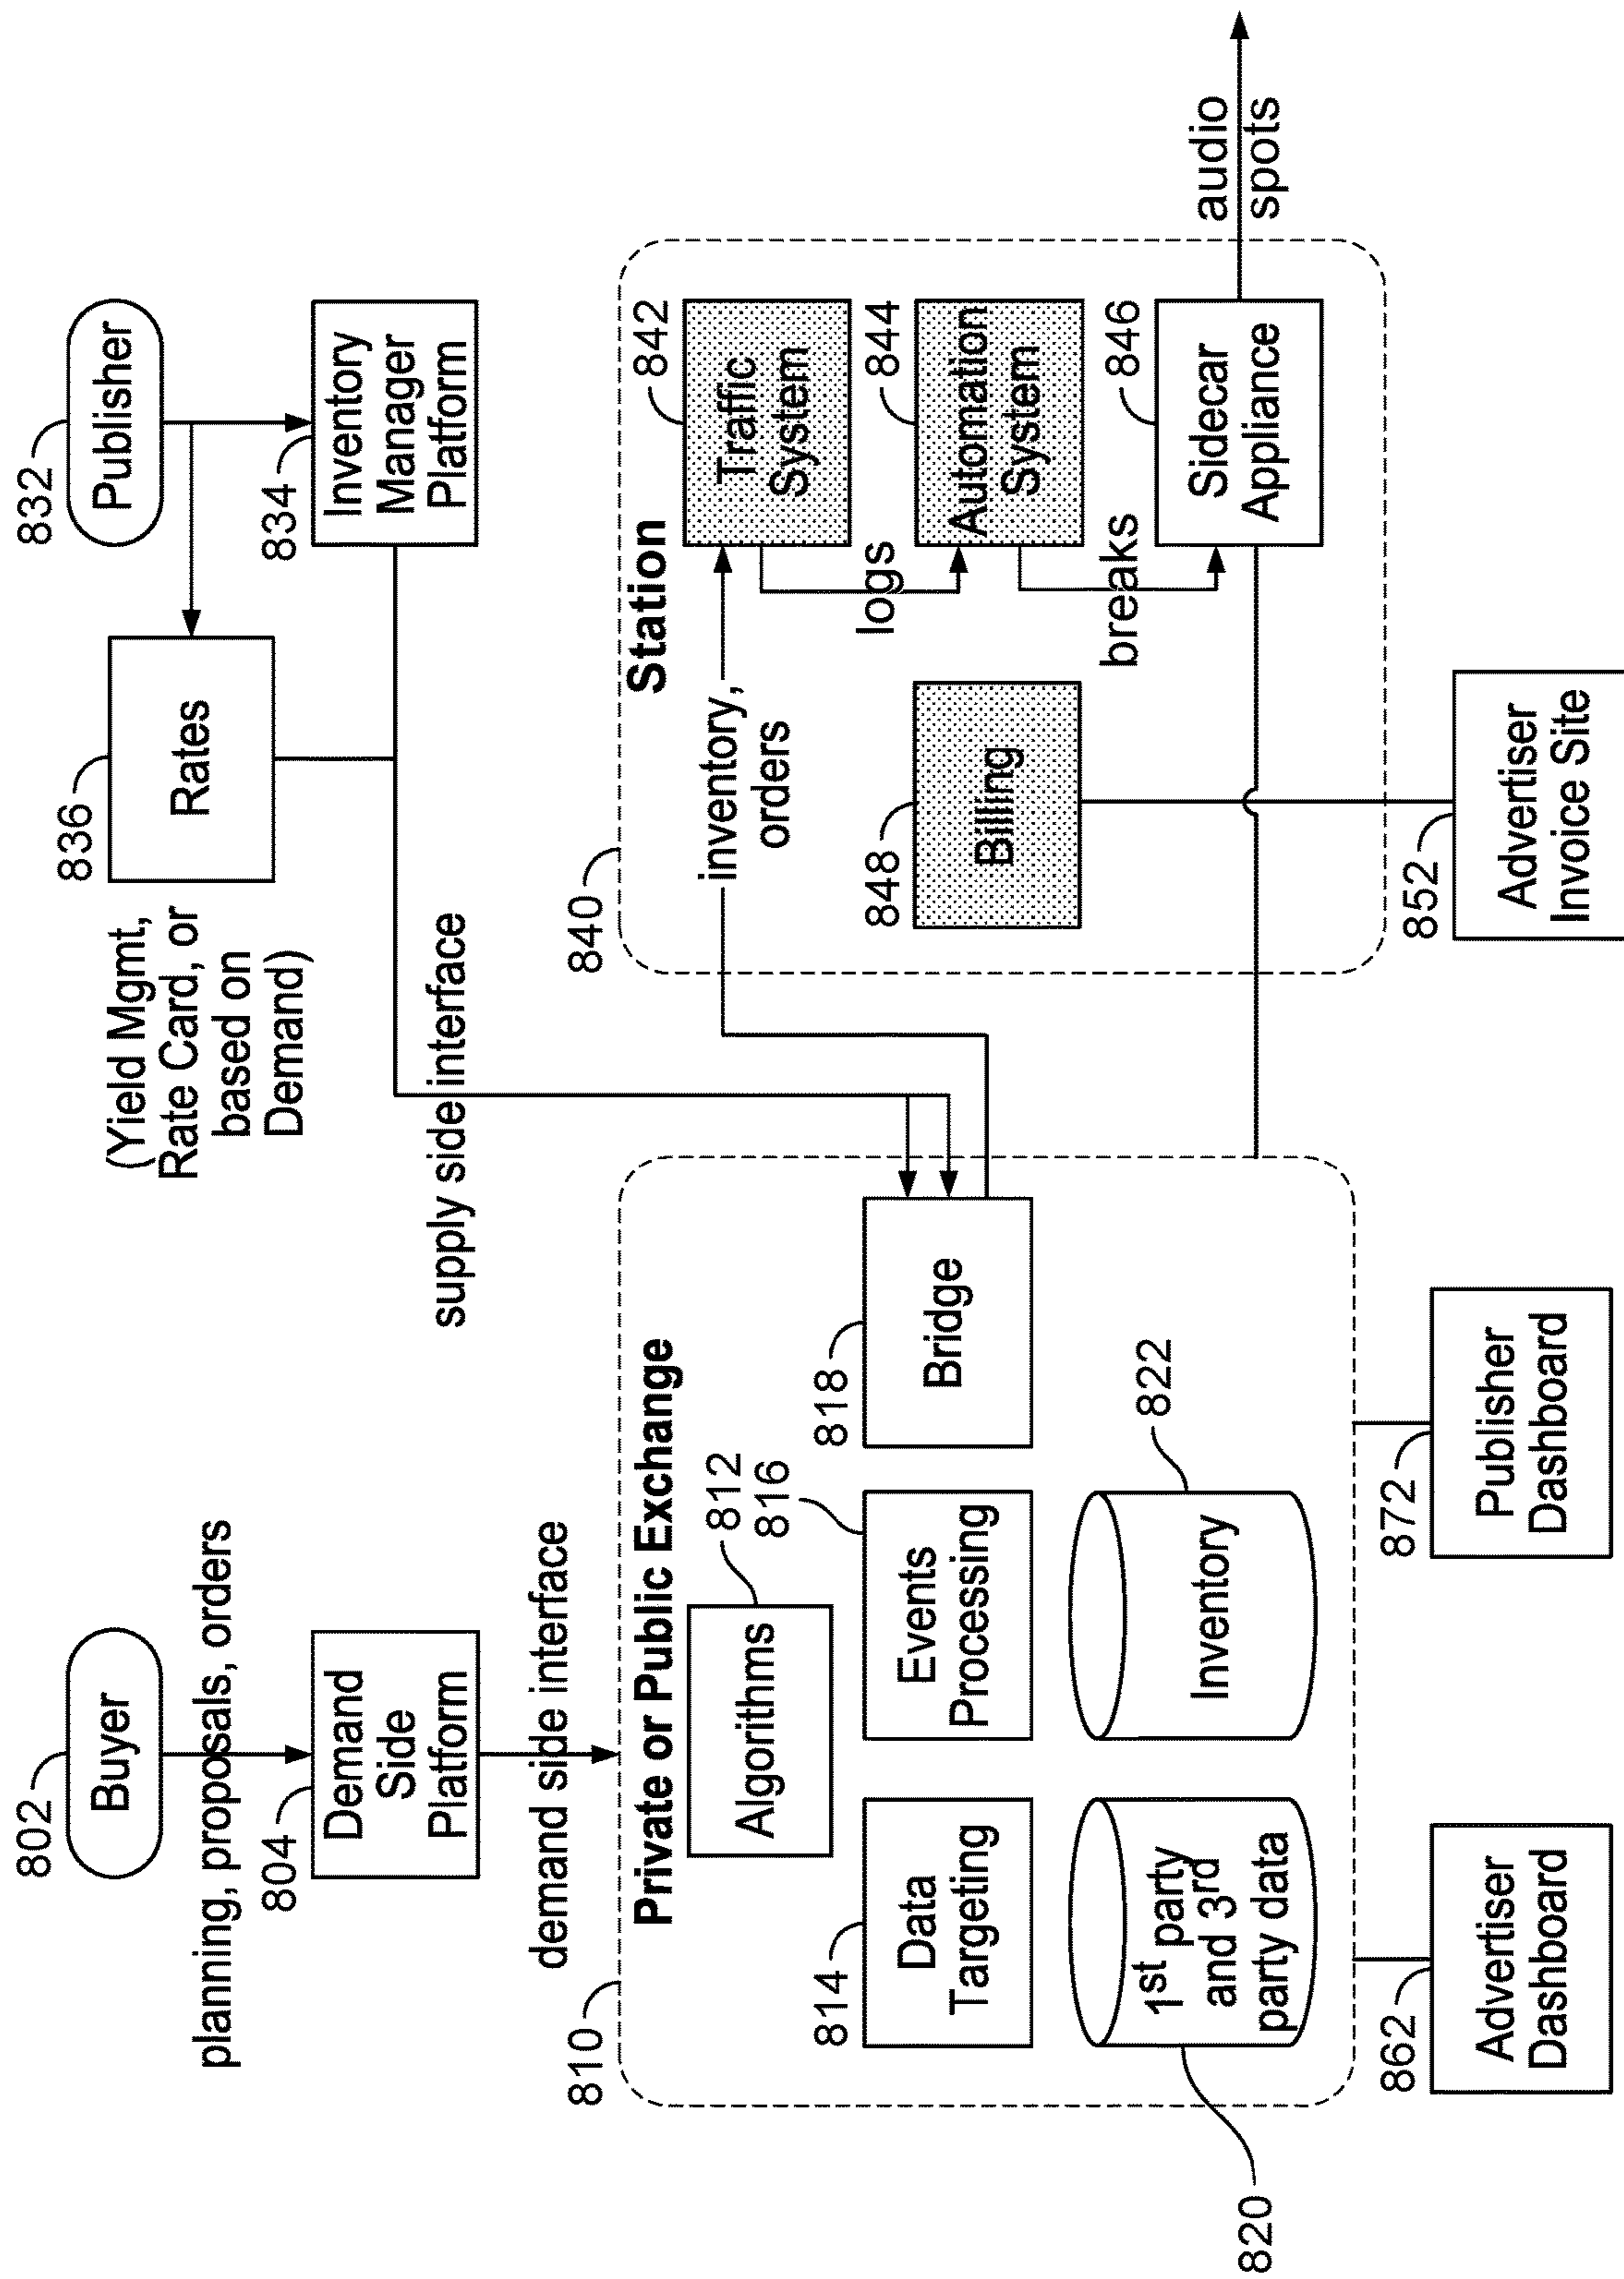 802
Buyer
planning, proposals, orders
804
Demand
Side
Platform
demand side interface
832
Publisher
834
Inventory
Manager
Platform
836
Rates
(Yield Mgmt,
Rate Card, or
based on
Demand)
supply side interface
810
Private or Public Exchange
Algorithms
812
814
Data
Targeting
816
Events
Processing
818
Bridge
820
1st party
and 3rd
party data
822
Inventory
862
Advertiser
Dashboard
872
Publisher
Dashboard
840
Station
inventory,
orders
842
Traffic
System
logs
844
Automation
System
breaks
846
Sidecar
Appliance
848
Billing
852
Advertiser
Invoice Site
audio
spots